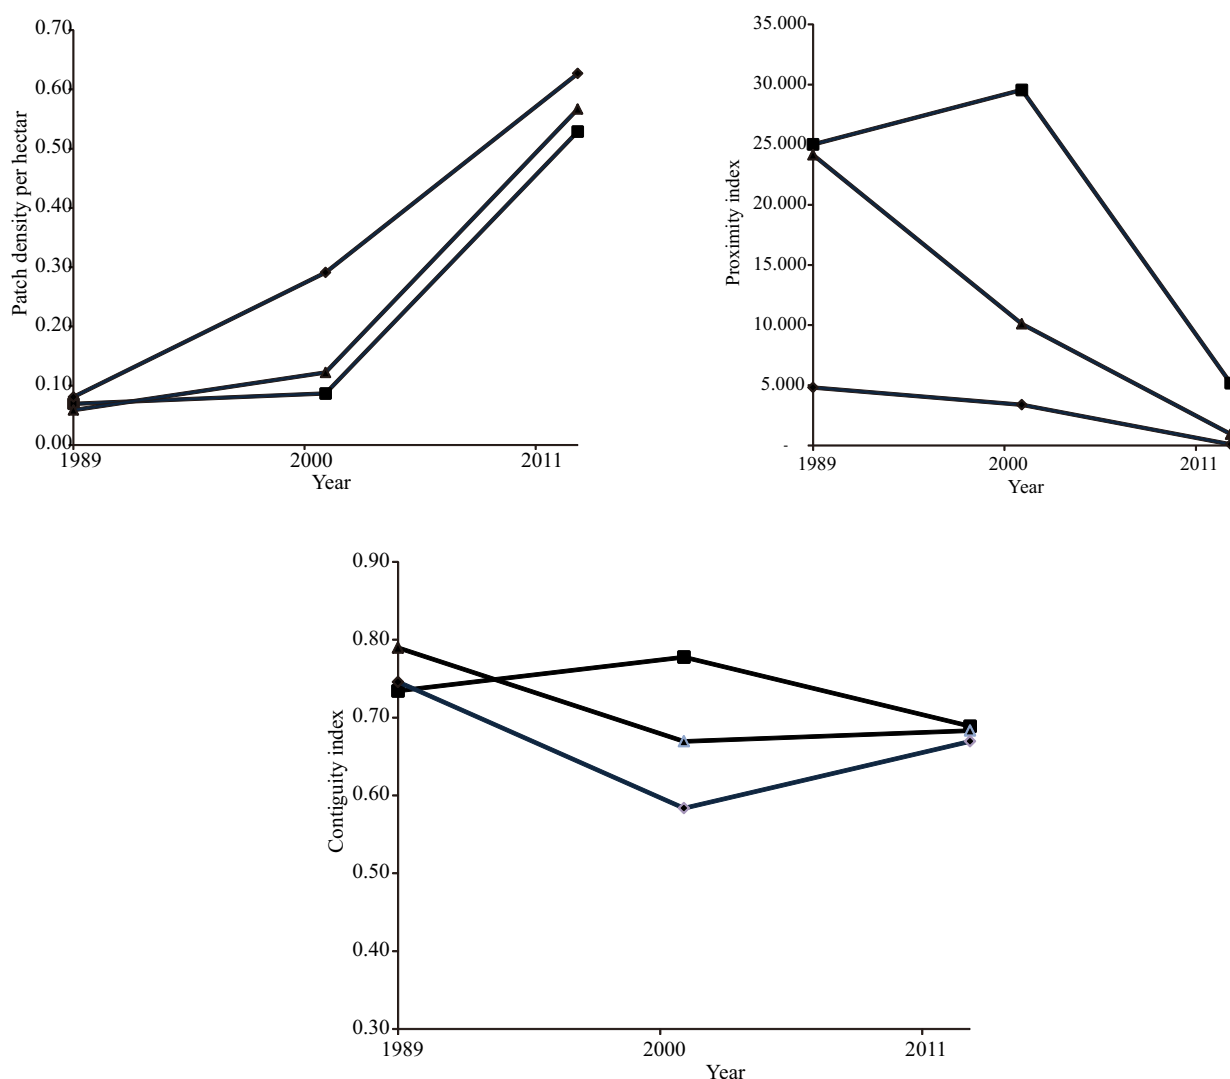 0.70
0.60
0.50
0.40
0.30
0.20
0.10
0.00
Patch density per hectar
1989 2000 2011
Year
35.000
30.000
25.000
20.000
15.000
10.000
5.000
-
Proximity index
1989 2000 2011
Year
0.90
0.80
0.70
0.60
0.50
0.40
0.30
Contiguity index
1989 2000 2011
Year